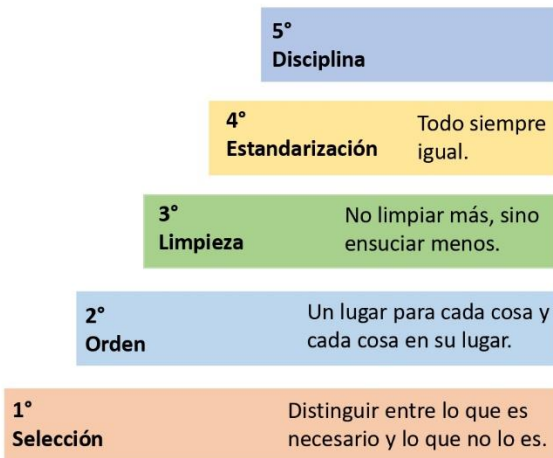 5°
Disciplina
4°
Estandarización
Todo siempre
igual.
3°
Limpieza
No limpiar más, sino
ensuciar menos.
2°
Orden
Un lugar para cada cosa y
cada cosa en su lugar.
1°
Selección
Distinguir entre lo que es
necesario y lo que no lo es.